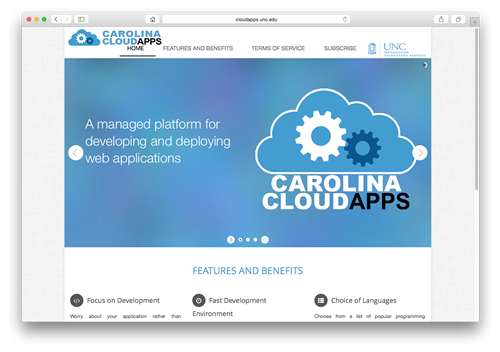 cloudapps.unc.edu
CAROLINA
CLOUDAPPS
HOME
FEATURES AND BENEFITS
TERMS OF SERVICE
SUBSCRIBE
UNC
INFORMATION
TECHNOLOGY SERVICES
A managed platform for
developing and deploying
web applications
CAROLINA
CLOUDAPPS
FEATURES AND BENEFITS
Focus on Development
Fast Development
Environment
Choice of Languages
Worry about your application rather than
Choose from a list of popular programming